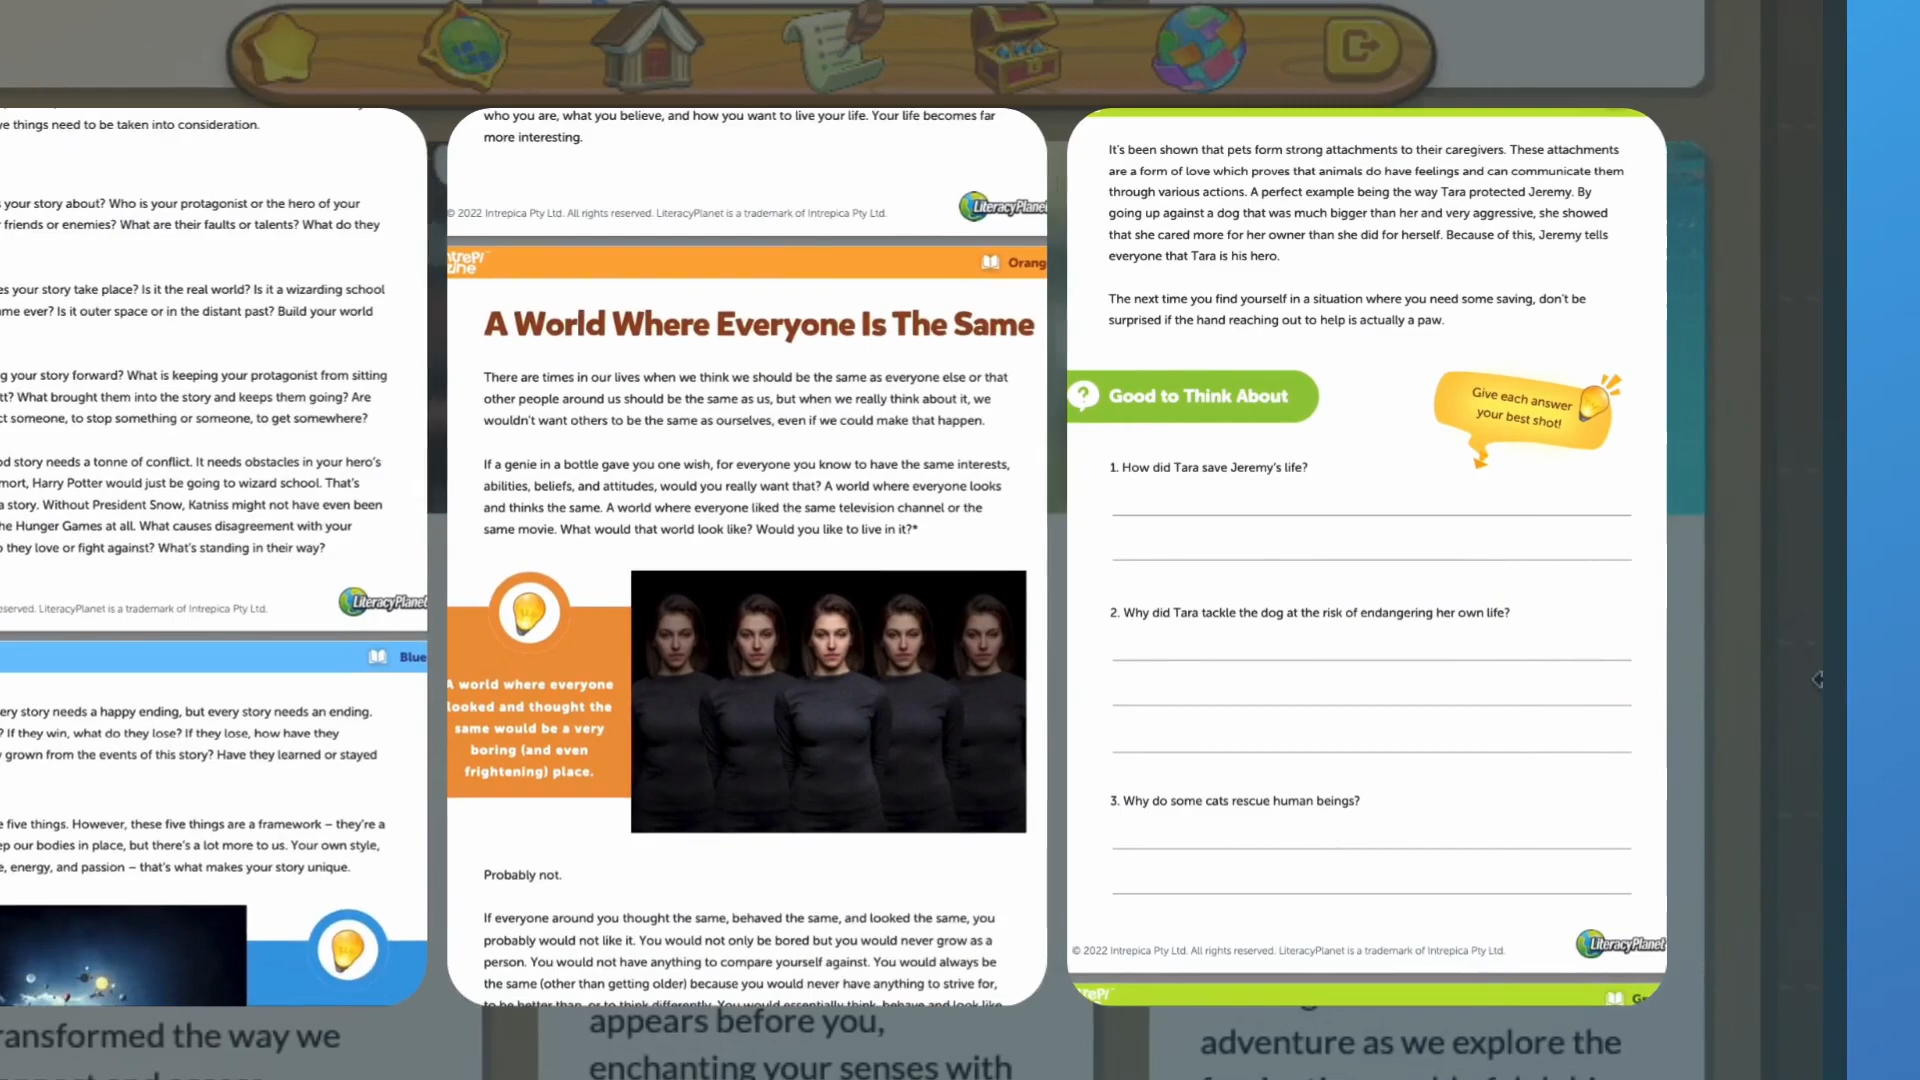 ve things need to be taken into consideration.
s your story about? Who is your protagonist or the hero of your
friends or enemies? What are their faults or talents? What do they
es your story take place? Is it the real world? Is it a wizarding school
me ever? Is it outer space or in the distant past? Build your world
g your story forward? What is keeping your protagonist from sitting
tt? What brought them into the story and keeps them going? Are
ct someone, to stop something or someone, to get somewhere?
od story needs a tonne of conflict. It needs obstacles in your hero's
mort, Harry Potter would just be going to wizard school. That's
a story. Without President Snow, Katniss might not have even been
he Hunger Games at all. What causes disagreement with your
o they love or fight against? What's standing in their way?
eserved. LiteracyPlanet is a trademark of Intrepica Pty Ltd.
LiteracyPlanet
Blue
ery story needs a happy ending, but every story needs an ending.
? If they win, what do they lose? If they lose, how have they
y grown from the events of this story? Have they learned or stayed
e five things. However, these five things are a framework – they're a
ep our bodies in place, but there's a lot more to us. Your own style,
e, energy, and passion – that's what makes your story unique.
who you are, what you believe, and how you want to live your life. Your life becomes far
more interesting.
© 2022 Intrepica Pty Ltd. All rights reserved. LiteracyPlanet is a trademark of Intrepica Pty Ltd.
LiteracyPlanet
ntrePi
zine
Orang
A World Where Everyone Is The Same
There are times in our lives when we think we should be the same as everyone else or that
other people around us should be the same as us, but when we really think about it, we
wouldn't want others to be the same as ourselves, even if we could make that happen.
If a genie in a bottle gave you one wish, for everyone you know to have the same interests,
abilities, beliefs, and attitudes, would you really want that? A world where everyone looks
and thinks the same. A world where everyone liked the same television channel or the
same movie. What would that world look like? Would you like to live in it?*
A world where everyone
looked and thought the
same would be a very
boring (and even
frightening) place.
Probably not.
If everyone around you thought the same, behaved the same, and looked the same, you
probably would not like it. You would not only be bored but you would never grow as a
person. You would not have anything to compare yourself against. You would always be
the same (other than getting older) because you would never have anything to strive for,
to be better than, or to think differently. You would essentially think, behave and look like
It's been shown that pets form strong attachments to their caregivers. These attachments
are a form of love which proves that animals do have feelings and can communicate them
through various actions. A perfect example being the way Tara protected Jeremy. By
going up against a dog that was much bigger than her and very aggressive, she showed
that she cared more for her owner than she did for herself. Because of this, Jeremy tells
everyone that Tara is his hero.
The next time you find yourself in a situation where you need some saving, don't be
surprised if the hand reaching out to help is actually a paw.
Good to Think About
Give each answer
your best shot!
1. How did Tara save Jeremy's life?
2. Why did Tara tackle the dog at the risk of endangering her own life?
3. Why do some cats rescue human beings?
© 2022 Intrepica Pty Ltd. All rights reserved. LiteracyPlanet is a trademark of Intrepica Pty Ltd.
LiteracyPlanet
trePi
Gr
ransformed the way we
appears before you,
enchanting your senses with
adventure as we explore the